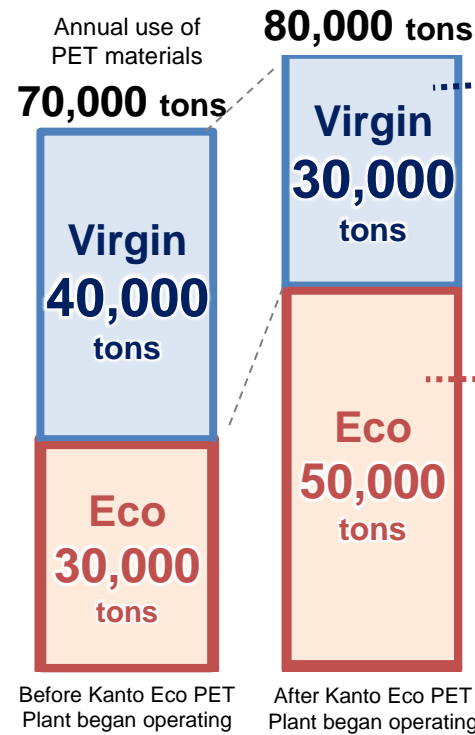 Annual use of
PET materials
70,000 tons
Virgin
40,000
tons
Eco
30,000
tons
Before Kanto Eco PET
Plant began operating
80,000 tons
Virgin
30,000
tons
Eco
50,000
tons
After Kanto Eco PET
Plant began operating